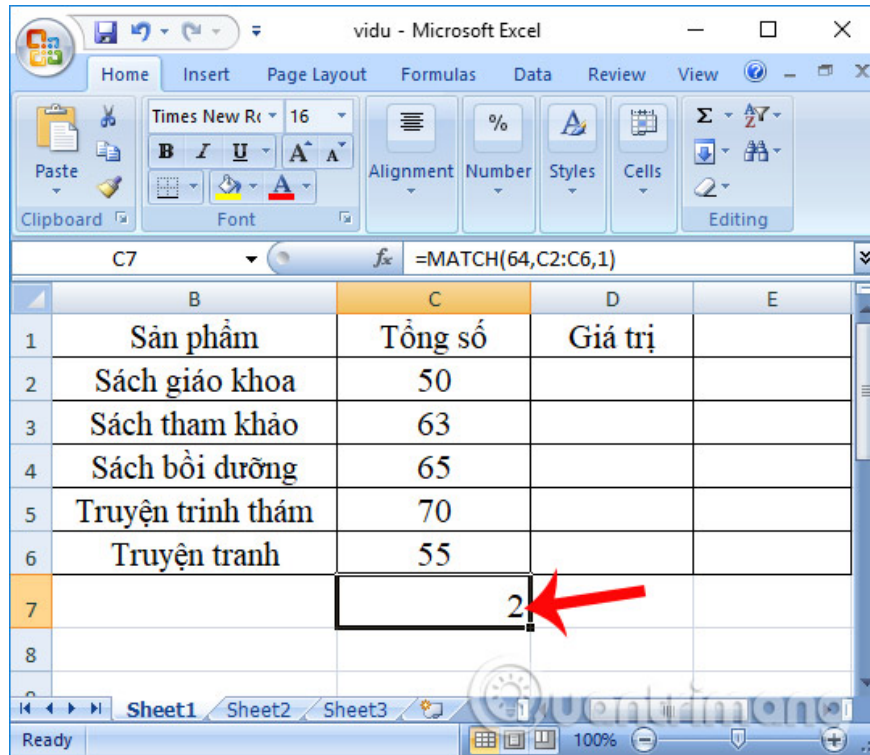 vidu - Microsoft Excel
Home Insert Page Layout Formulas Data Review View
Times New Ro 16
B I U A A
Paste
A
Alignment Number Styles Cells
Clipboard Font Editing
C7 fx =MATCH(64,C2:C6,1)
B C D E
1 Sản phẩm Tổng số Giá trị
2 Sách giáo khoa 50
3 Sách tham khảo 63
4 Sách bồi dưỡng 65
5 Truyện trinh thám 70
6 Truyện tranh 55
7 2
8
Sheet1 Sheet2 Sheet3
Quantrimang
Ready 100%